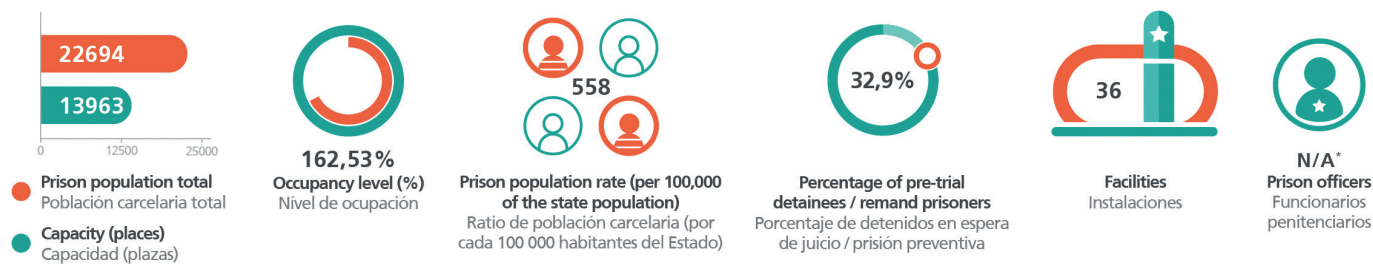 22694
13963
0 12500 25000
Prison population total
Población carcelaria total
Capacity (places)
Capacidad (plazas)
162,53%
Occupancy level (%)
Nível de ocupación
558
Prison population rate (per 100,000
of the state population)
Ratio de población carcelaria (por
cada 100 000 habitantes del Estado)
32,9%
Percentage of pre-trial
detainees / remand prisoners
Porcentaje de detenidos en espera
de juicio / prisión preventiva
36
Facilities
Instalaciones
N/A*
Prison officers
Funcionarios
penitenciarios